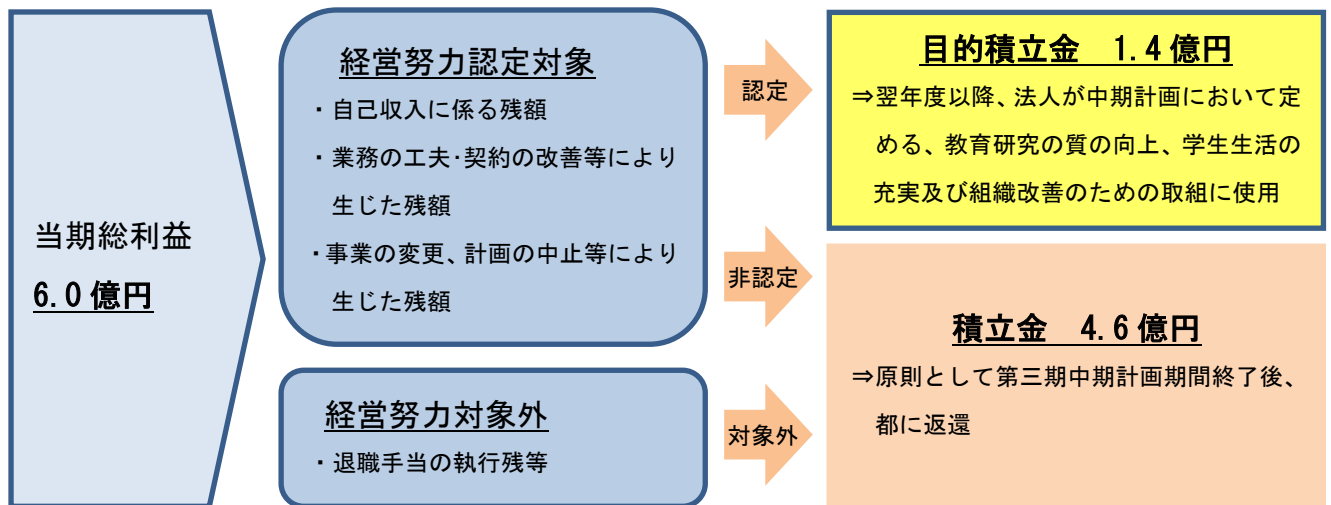 当期総利益
6.0億円
経営努力認定対象
・自己収入に係る残額
・業務の工夫･契約の改善等により
生じた残額
・事業の変更、計画の中止等により
生じた残額
経営努力対象外
・退職手当の執行残等
認定
非認定
対象外
目的積立金　1.4億円
⇒翌年度以降、法人が中期計画において定
める、教育研究の質の向上、学生生活の
充実及び組織改善のための取組に使用
積立金　4.6億円
⇒原則として第三期中期計画期間終了後、
都に返還